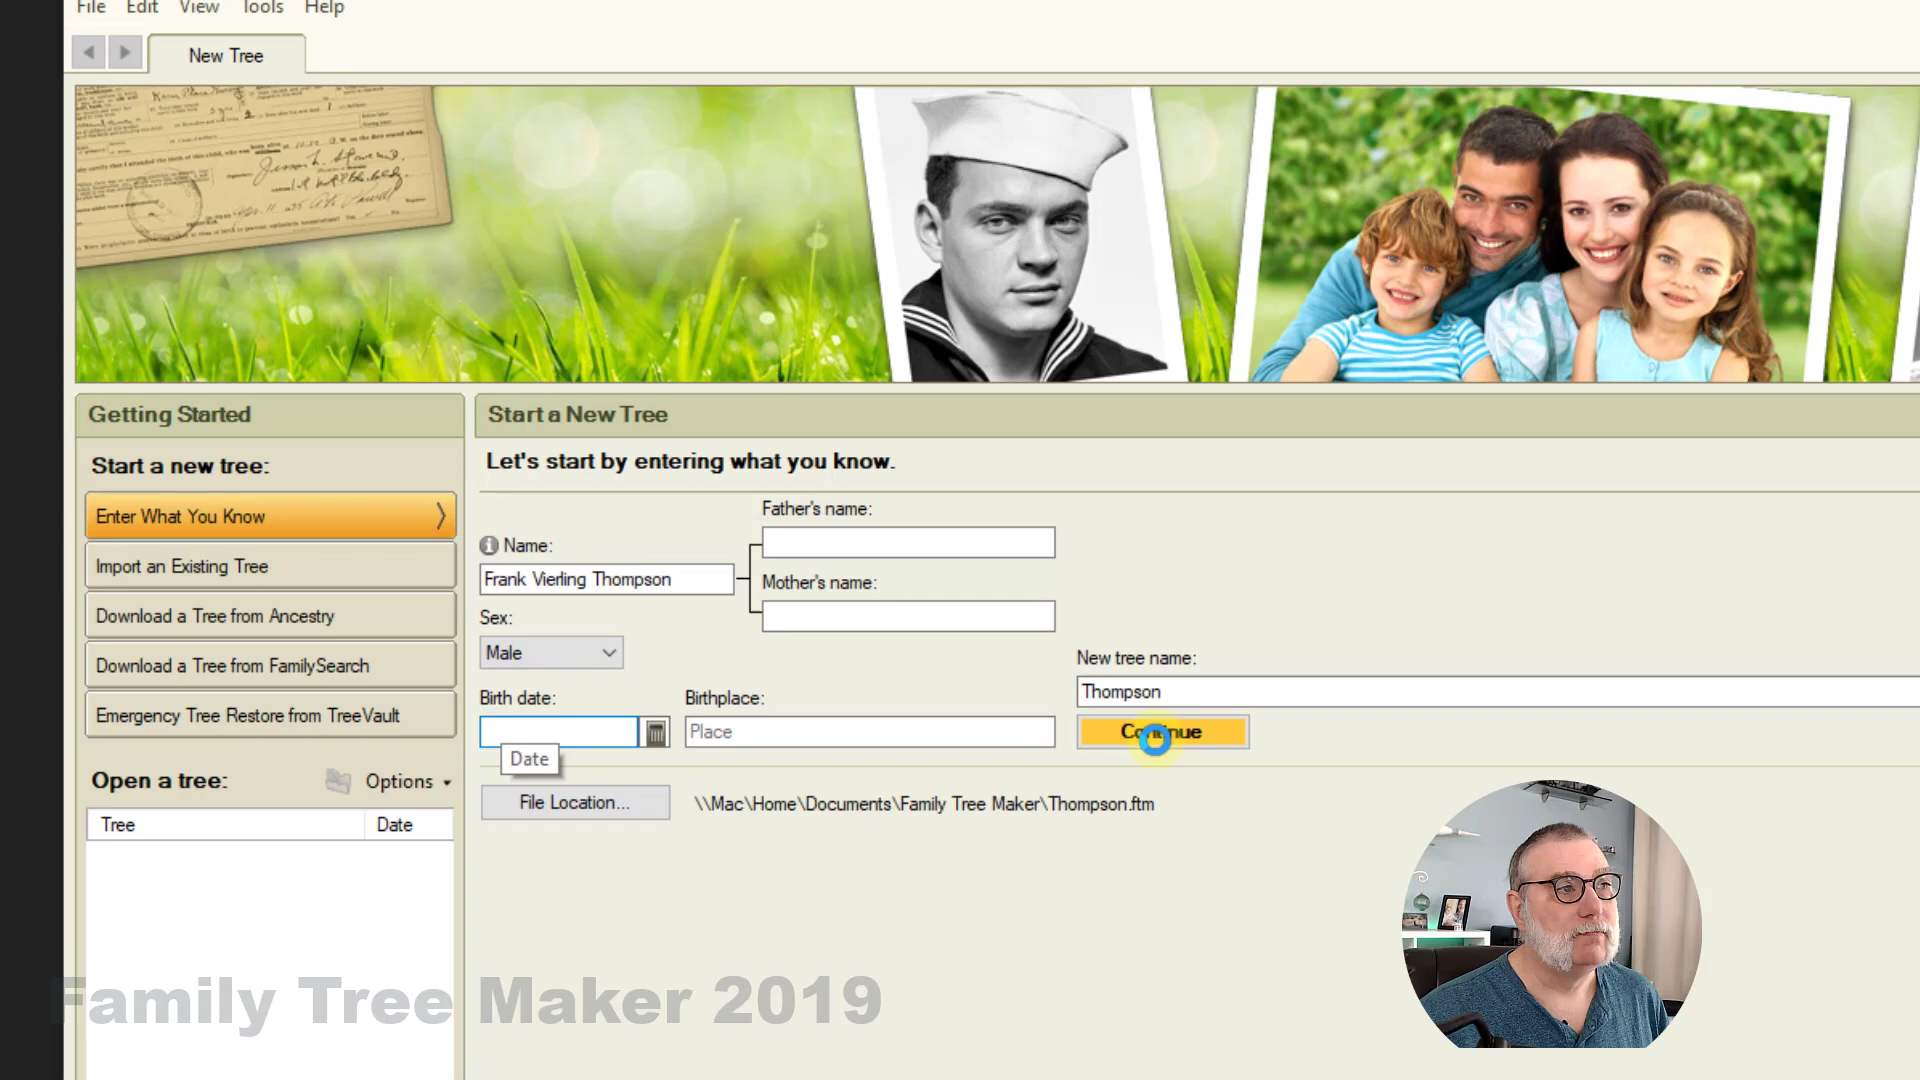 File Edit View Tools Help
New Tree
Getting Started
Start a new tree:
Enter What You Know
Import an Existing Tree
Download a Tree from Ancestry
Download a Tree from FamilySearch
Emergency Tree Restore from TreeVault
Open a tree:
Options
Tree Date
Start a New Tree
Let's start by entering what you know.
Father's name:
Name:
Frank Vierling Thompson
Mother's name:
Sex:
Male
New tree name:
Thompson
Birth date: Birthplace:
Place
Continue
Date
File Location...
\\Mac\Home\Documents\Family Tree Maker\Thompson.ftm
Family Tree Maker 2019